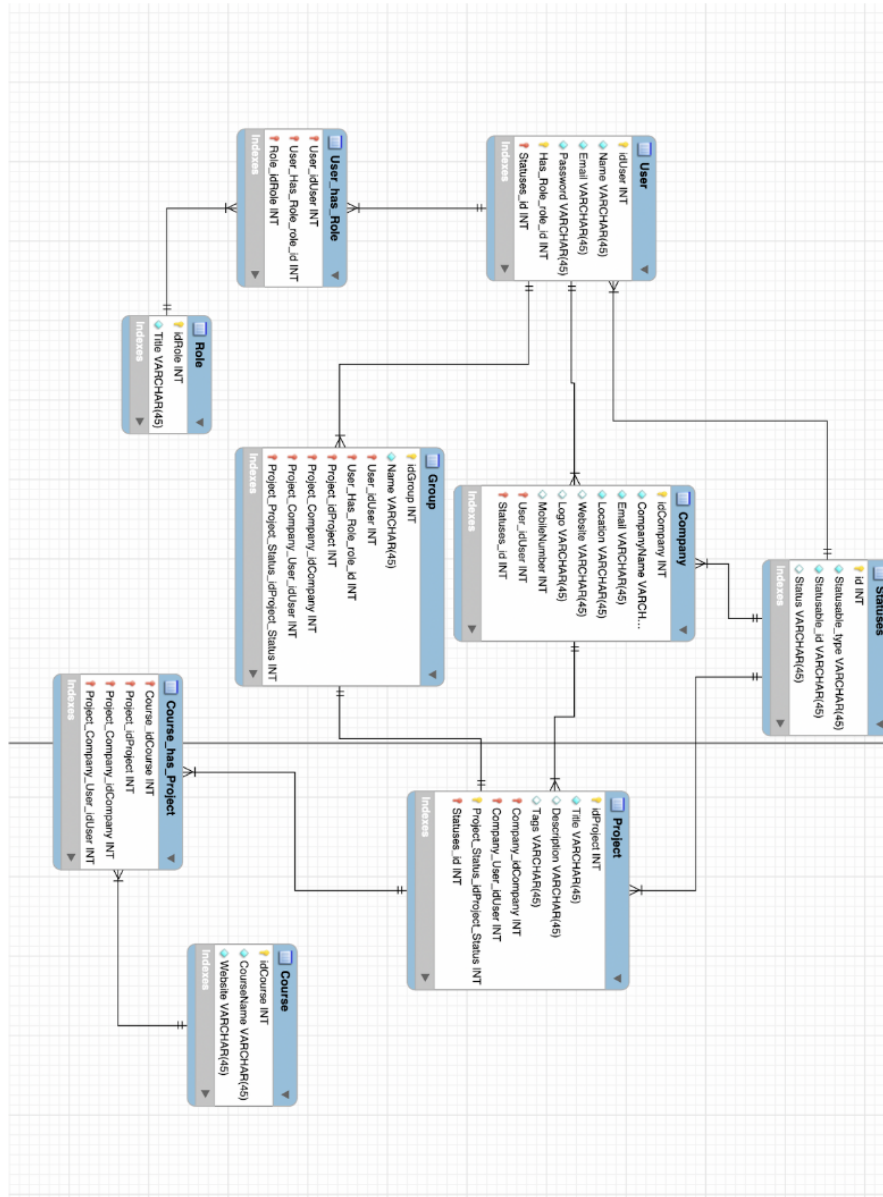 User
idUser INT
Name VARCHAR(45)
Email VARCHAR(45)
Password VARCHAR(45)
Has_Role_role_id INT
Statuses_id INT
Indexes
User_has_Role
User_idUser INT
User_Has_Role_role_id INT
Role_idRole INT
Indexes
Role
idRole INT
Title VARCHAR(45)
Indexes
Statuses
id INT
Statusable_type VARCHAR(45)
Statusable_id VARCHAR(45)
Status VARCHAR(45)
Indexes
Company
idCompany INT
CompanyName VARCH...
Email VARCHAR(45)
Location VARCHAR(45)
Website VARCHAR(45)
Logo VARCHAR(45)
MobileNumber INT
User_idUser INT
Statuses_id INT
Indexes
Group
idGroup INT
Name VARCHAR(45)
User_idUser INT
User_Has_Role_role_id INT
Project_idProject INT
Project_Company_idCompany INT
Project_Company_User_idUser INT
Project_Project_Status_idProject_Status INT
Indexes
Project
idProject INT
Title VARCHAR(45)
Description VARCHAR(45)
Tags VARCHAR(45)
Company_idCompany INT
Company_User_idUser INT
Project_Status_idProject_Status INT
Statuses_id INT
Indexes
Course_has_Project
Course_idCourse INT
Project_idProject INT
Project_Company_idCompany INT
Project_Company_User_idUser INT
Indexes
Course
idCourse INT
CourseName VARCHAR(45)
Website VARCHAR(45)
Indexes